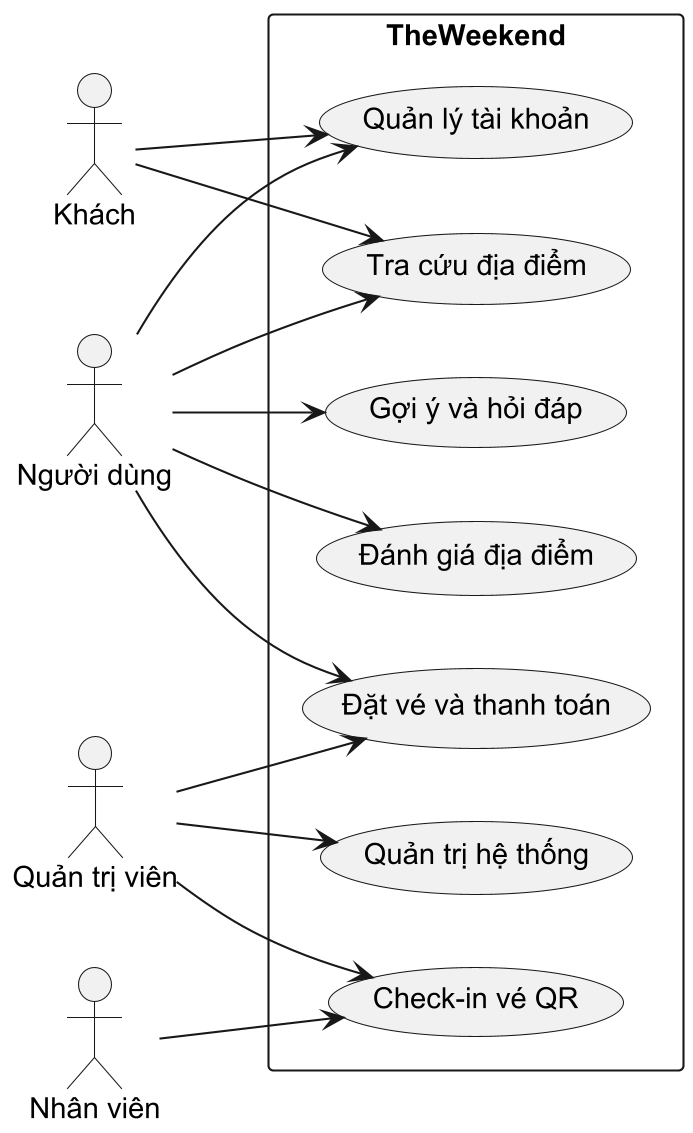 TheWeekend
Quản lý tài khoản
Khách
Tra cứu địa điểm
Gợi ý và hỏi đáp
Người dùng
Đánh giá địa điểm
Đặt vé và thanh toán
Quản trị hệ thống
Quản trị viên
Check-in vé QR
Nhân viên